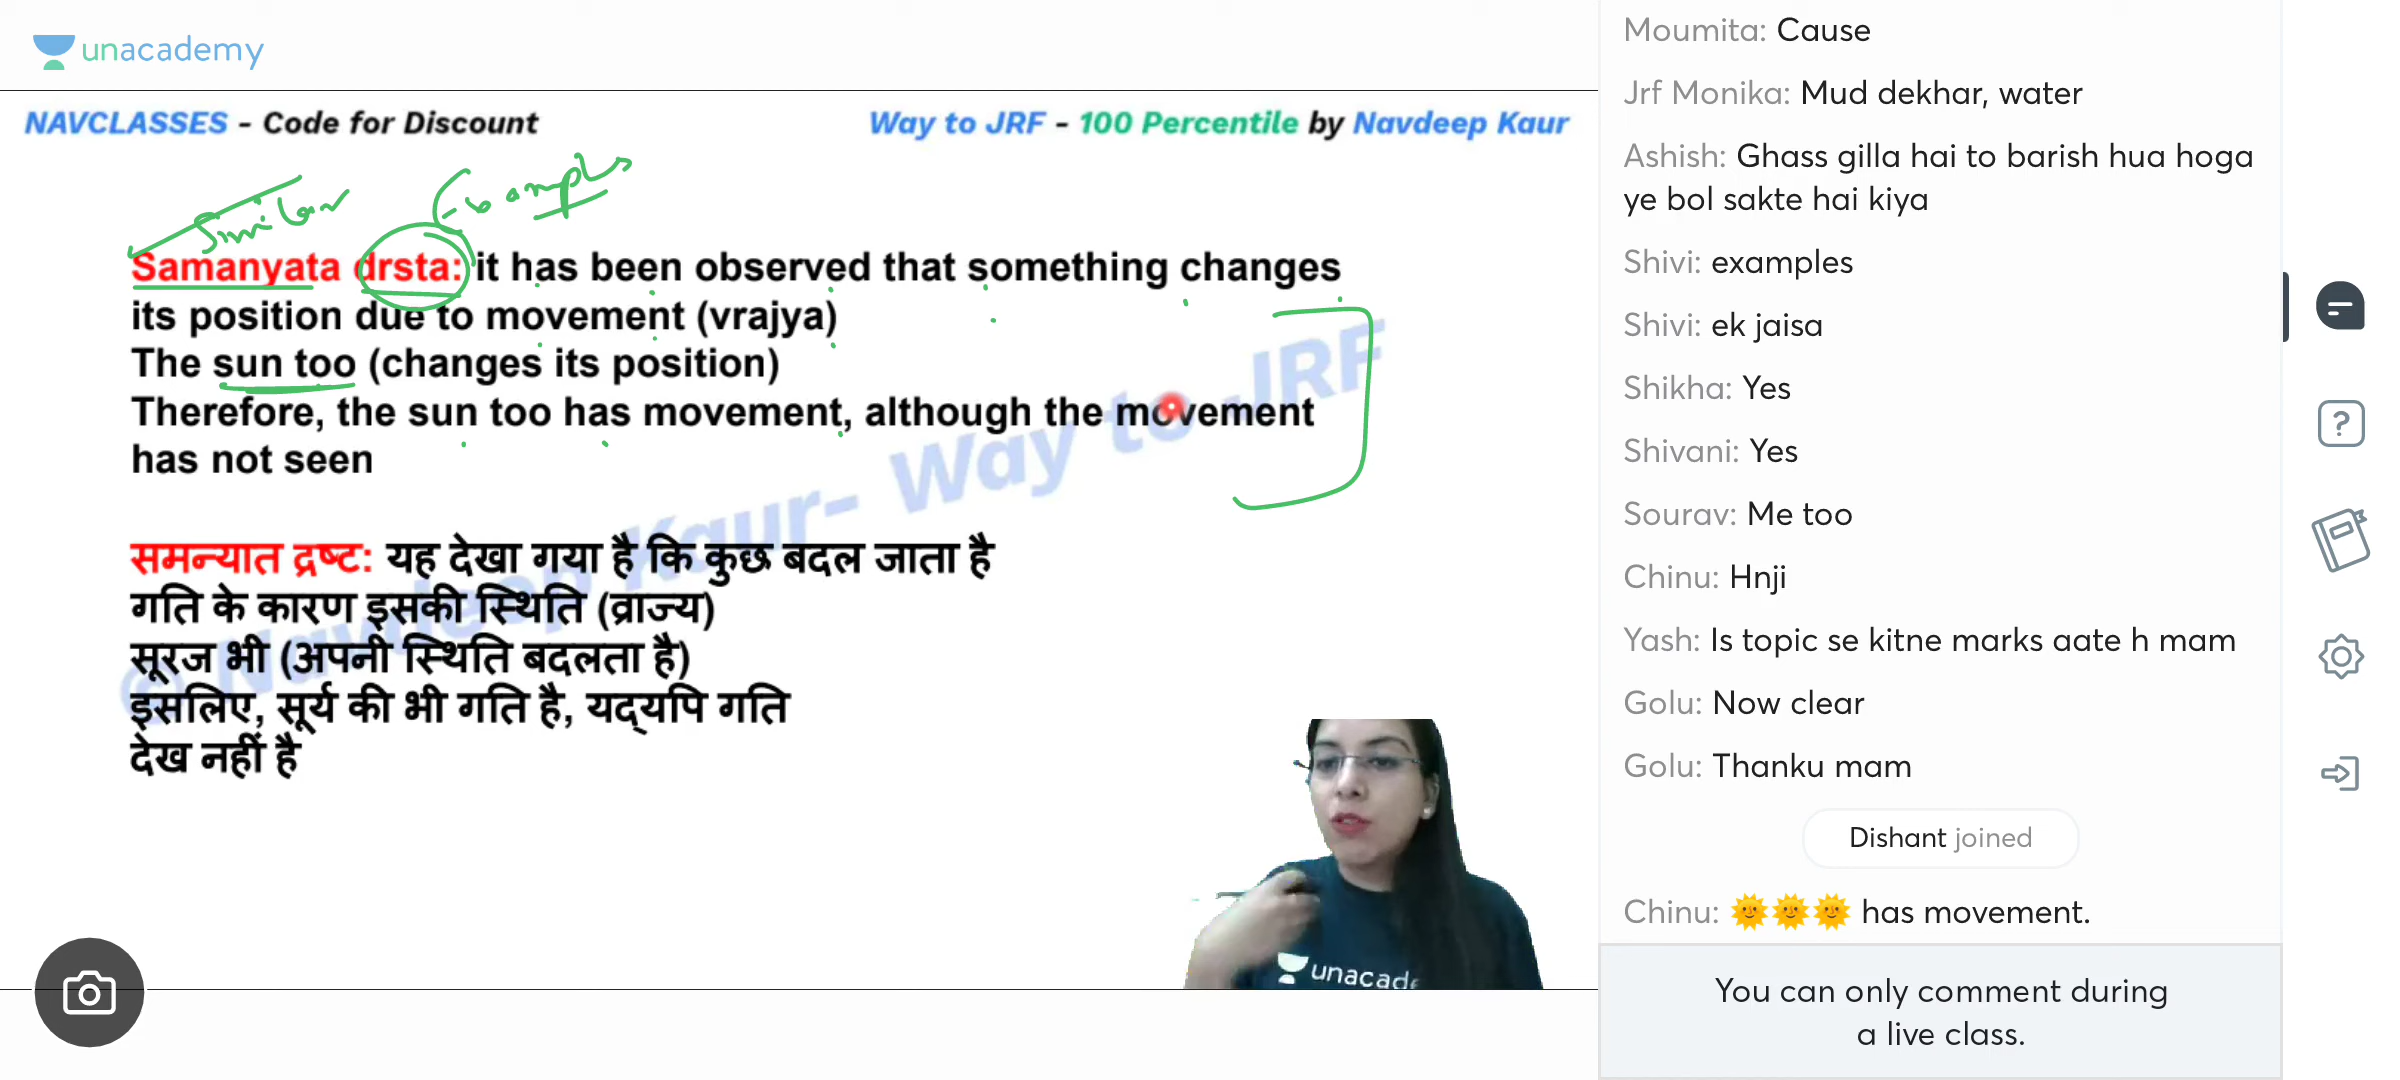 unacademy
NAVCLASSES - Code for Discount
Way to JRF - 100 Percentile by Navdeep Kaur
Similar
Example
Samanyata drsta: it has been observed that something changes
its position due to movement (vrajya)
The sun too (changes its position)
Therefore, the sun too has movement, although the movement
has not seen
समन्यात द्रष्ट: यह देखा गया है कि कुछ बदल जाता है
गति के कारण इसकी स्थिति (व्राज्य)
सूरज भी (अपनी स्थिति बदलता है)
इसलिए, सूर्य की भी गति है, यद्यपि गति
देख नहीं है
© Navdeep Kaur- Way to JRF
unacade
Moumita: Cause
Jrf Monika: Mud dekhar, water
Ashish: Ghass gilla hai to barish hua hoga
ye bol sakte hai kiya
Shivi: examples
Shivi: ek jaisa
Shikha: Yes
Shivani: Yes
Sourav: Me too
Chinu: Hnji
Yash: Is topic se kitne marks aate h mam
Golu: Now clear
Golu: Thanku mam
Dishant joined
Chinu: 🌞🌞🌞 has movement.
You can only comment during
a live class.
?